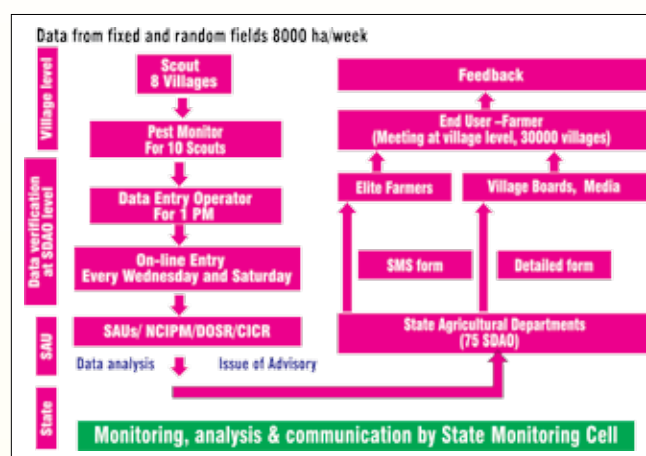 Data from fixed and random fields 8000 ha/week
Village level
Scout
8 Villages
Pest Monitor
For 10 Scouts
Data verification
at SDAO level
Data Entry Operator
For 1 PM
On-line Entry
Every Wednesday and Saturday
SAU
SAUs/ NCIPM/DOSR/CICR
Data analysis
Issue of Advisory
State
Feedback
End User –Farmer
(Meeting at village level, 30000 villages)
Elite Farmers
Village Boards, Media
SMS form
Detailed form
State Agricultural Departments
(75 SDAO)
Monitoring, analysis & communication by State Monitoring Cell